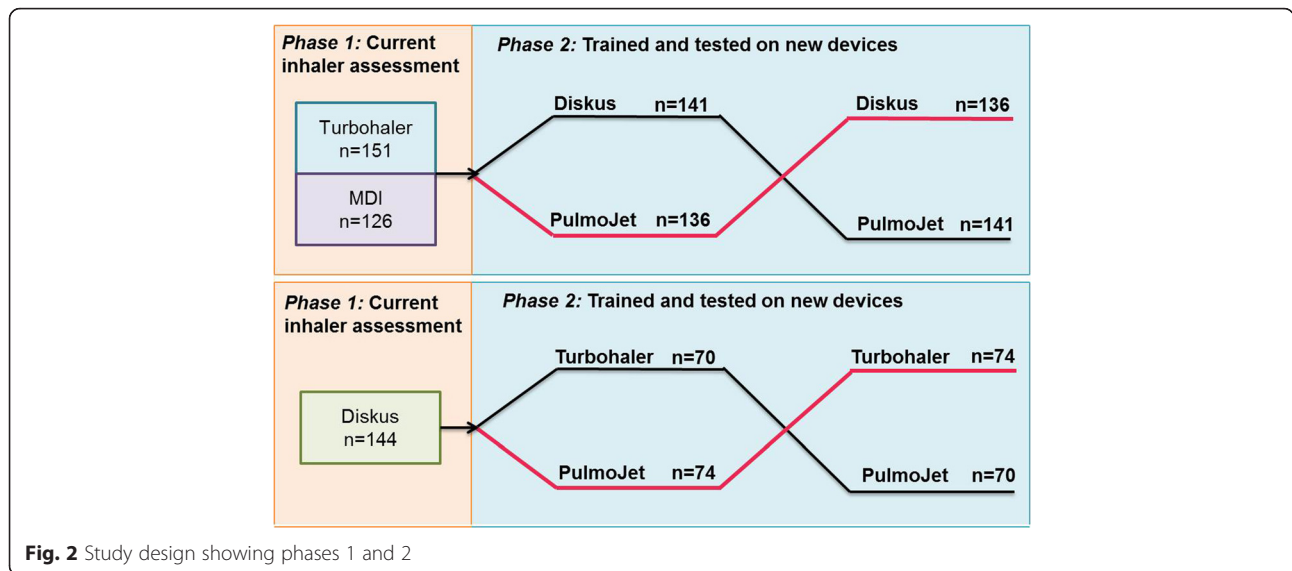 Phase 1: Current
inhaler assessment
Phase 2: Trained and tested on new devices
Turbohaler
n=151
MDI
n=126
Diskus n=141
Diskus n=136
PulmoJet n=136
PulmoJet n=141
Phase 1: Current
inhaler assessment
Phase 2: Trained and tested on new devices
Diskus
n=144
Turbohaler n=70
Turbohaler n=74
PulmoJet n=74
PulmoJet n=70
Fig. 2 Study design showing phases 1 and 2